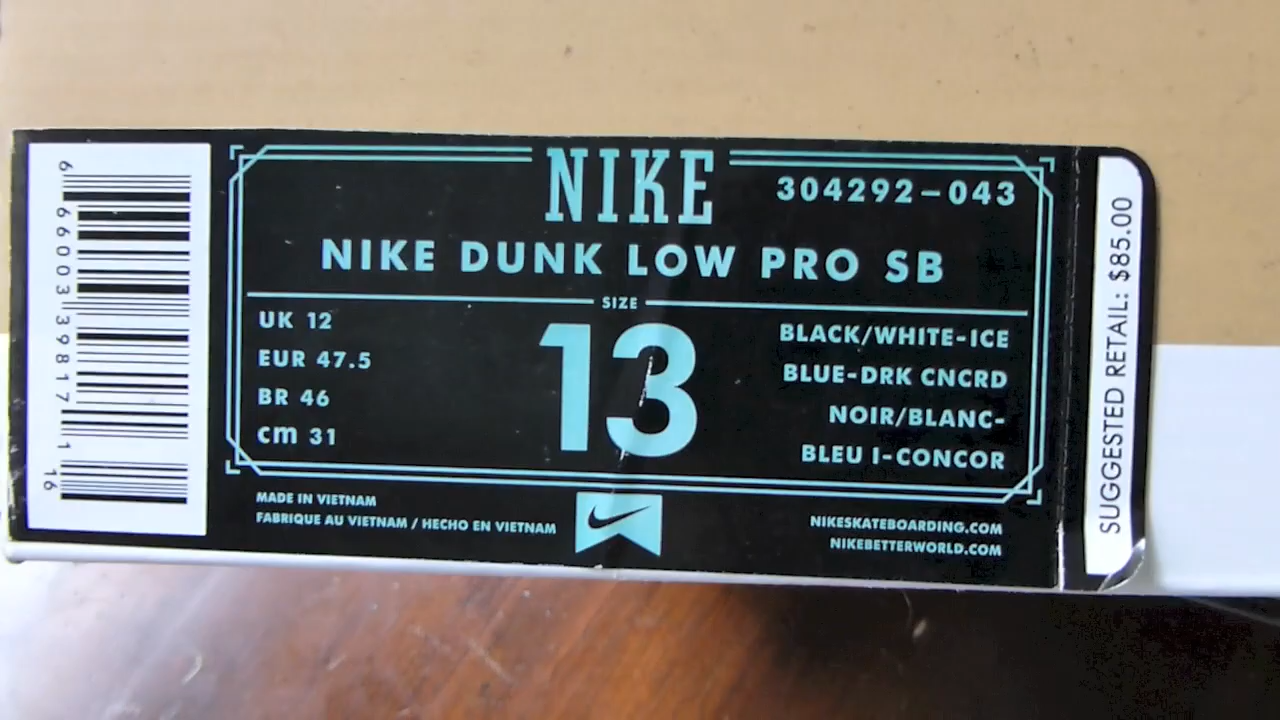 6 66003 39817 1 16
NIKE
304292-043
NIKE DUNK LOW PRO SB
SIZE
13
UK 12
EUR 47.5
BR 46
cm 31
BLACK/WHITE-ICE
BLUE-DRK CNCRD
NOIR/BLANC-
BLEU I-CONCOR
MADE IN VIETNAM
FABRIQUE AU VIETNAM / HECHO EN VIETNAM
NIKESKATEBOARDING.COM
NIKEBETTERWORLD.COM
SUGGESTED RETAIL: $85.00